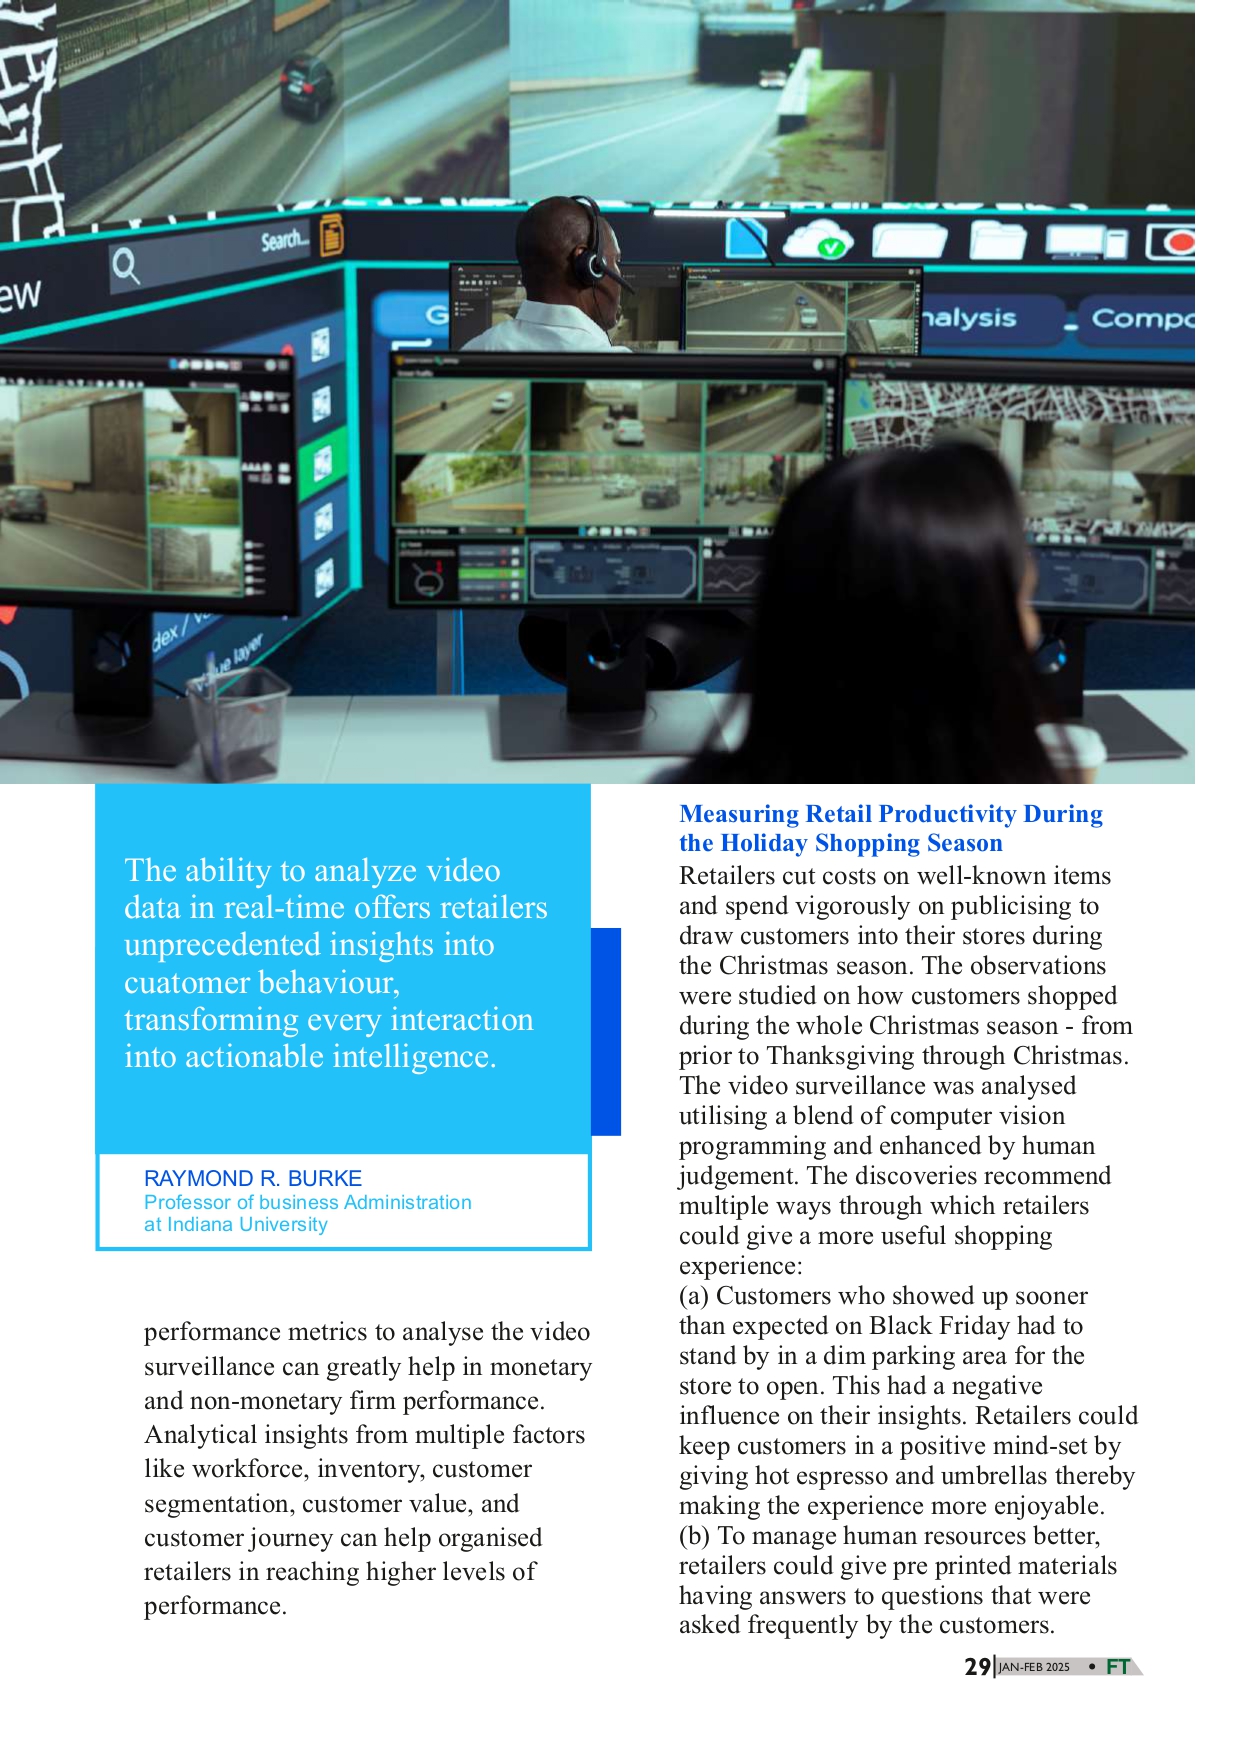 Search...
ew
G
nalysis
Compo
dex / V
ue layer
The ability to analyze video
data in real-time offers retailers
unprecedented insights into
cuatomer behaviour,
transforming every interaction
into actionable intelligence.
RAYMOND R. BURKE
Professor of business Administration
at Indiana University
performance metrics to analyse the video
surveillance can greatly help in monetary
and non-monetary firm performance.
Analytical insights from multiple factors
like workforce, inventory, customer
segmentation, customer value, and
customer journey can help organised
retailers in reaching higher levels of
performance.
Measuring Retail Productivity During
the Holiday Shopping Season
Retailers cut costs on well-known items
and spend vigorously on publicising to
draw customers into their stores during
the Christmas season. The observations
were studied on how customers shopped
during the whole Christmas season - from
prior to Thanksgiving through Christmas.
The video surveillance was analysed
utilising a blend of computer vision
programming and enhanced by human
judgement. The discoveries recommend
multiple ways through which retailers
could give a more useful shopping
experience:
(a) Customers who showed up sooner
than expected on Black Friday had to
stand by in a dim parking area for the
store to open. This had a negative
influence on their insights. Retailers could
keep customers in a positive mind-set by
giving hot espresso and umbrellas thereby
making the experience more enjoyable.
(b) To manage human resources better,
retailers could give pre printed materials
having answers to questions that were
asked frequently by the customers.
29 JAN-FEB 2025 • FT